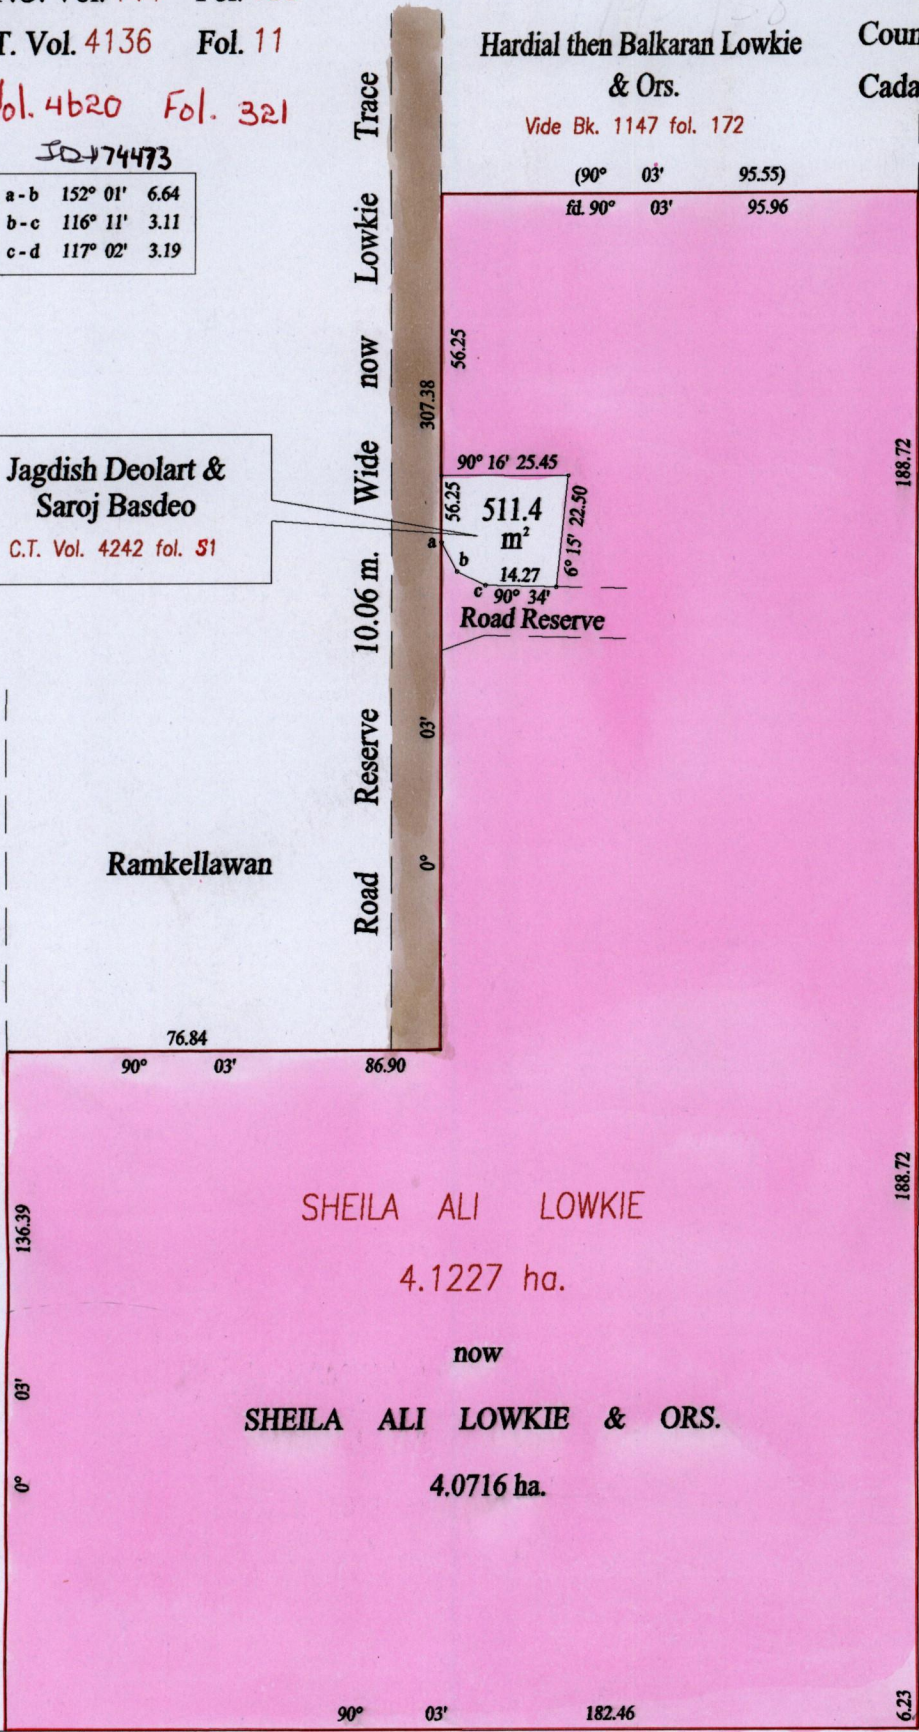 T. Vol. 4136 Fol. 11
Vol. 4620 Fol. 321
a - b 152° 01' 6.64
b - c 116° 11' 3.11
c - d 117° 02' 3.19
Hardial then Balkaran Lowkie
& Ors.
Vide Bk. 1147 fol. 172
Coun
Cada
(90° 03' 95.55)
fd. 90° 03' 95.96
Road Reserve 10.06 m. Wide now Lowkie Trace
0° 03' 307.38
56.25
188.72
Jagdish Deolart &
Saroj Basdeo
C.T. Vol. 4242 fol. 51
90° 16' 25.45
56.25
511.4
m²
6° 15' 22.50
a
b
c
14.27
90° 34'
Road Reserve
Ramkellawan
76.84
90° 03' 86.90
0° 03' 136.39
188.72
SHEILA ALI LOWKIE
4.1227 ha.
now
SHEILA ALI LOWKIE & ORS.
4.0716 ha.
90° 03' 182.46
6.23